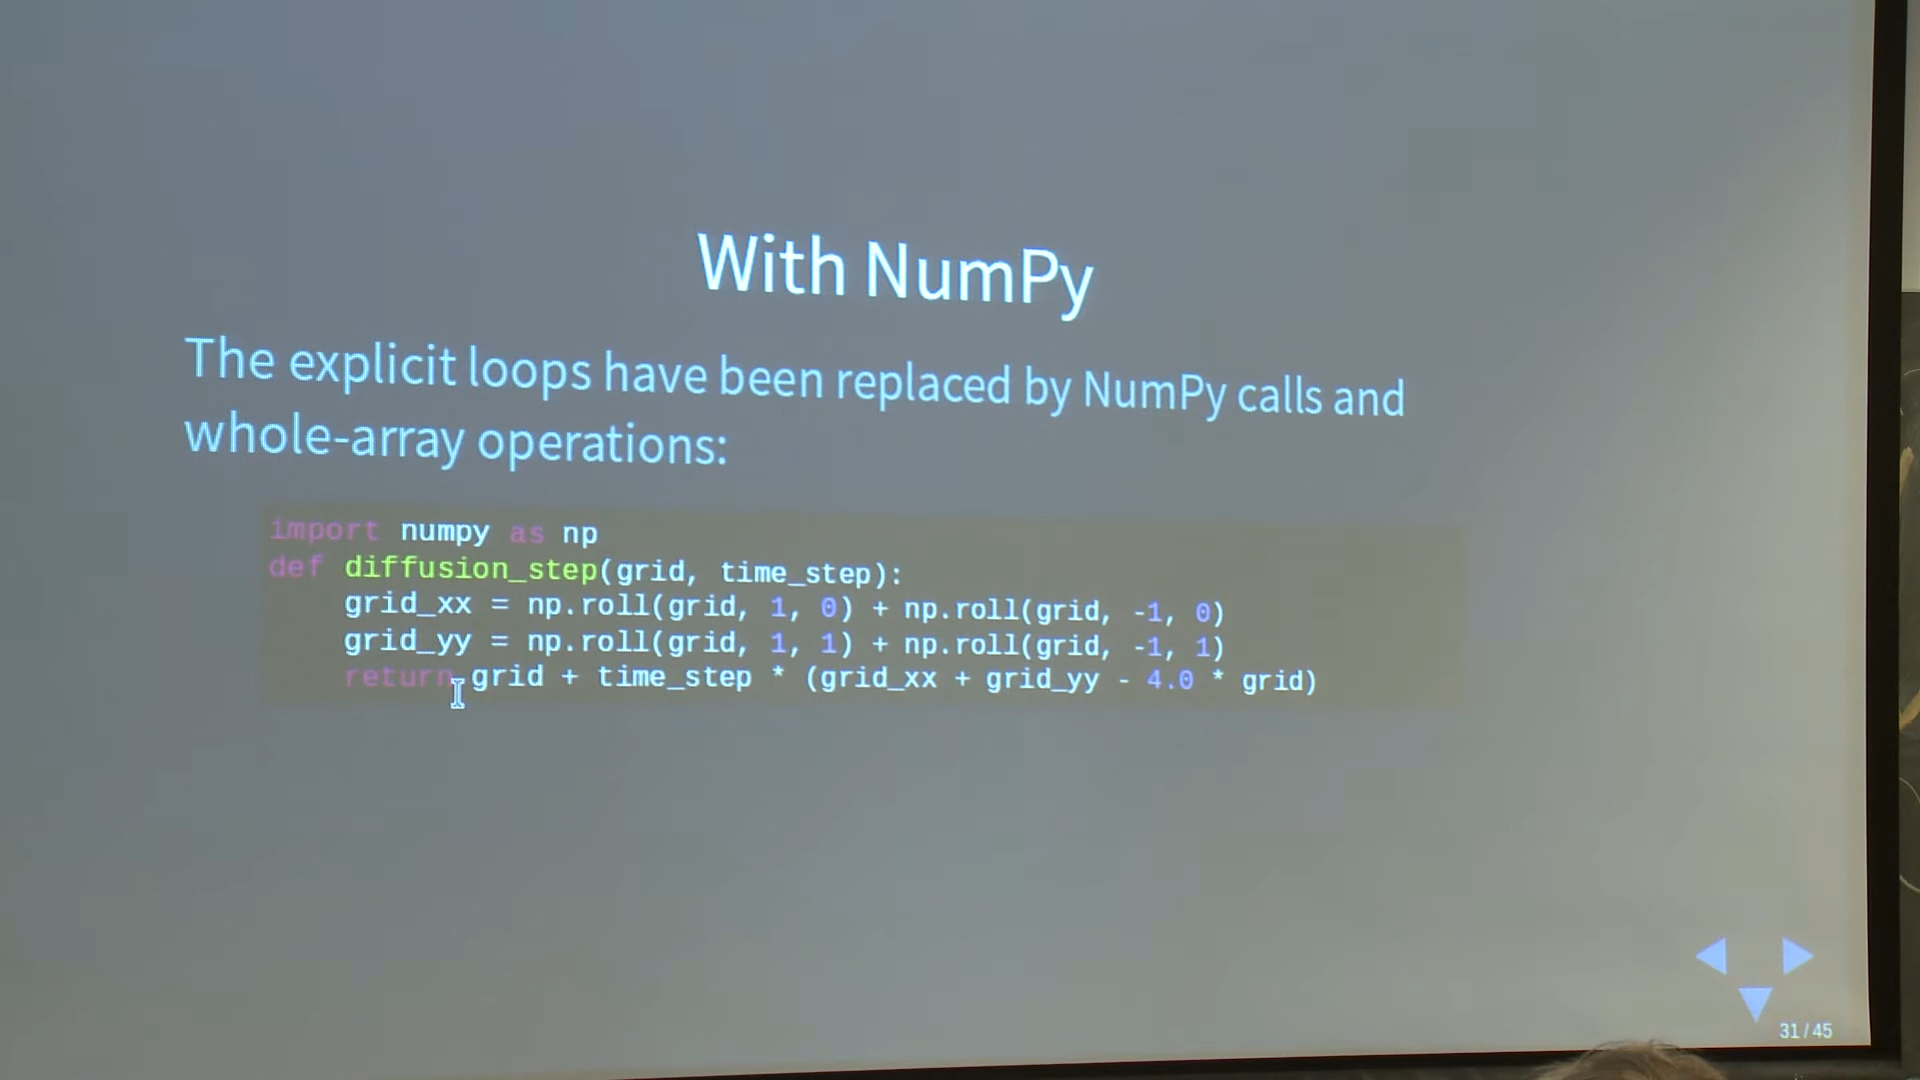 With NumPy
The explicit loops have been replaced by NumPy calls and
whole-array operations:
import numpy as np
def diffusion_step(grid, time_step):
    grid_xx = np.roll(grid, 1, 0) + np.roll(grid, -1, 0)
    grid_yy = np.roll(grid, 1, 1) + np.roll(grid, -1, 1)
    return grid + time_step * (grid_xx + grid_yy - 4.0 * grid)
31 / 45